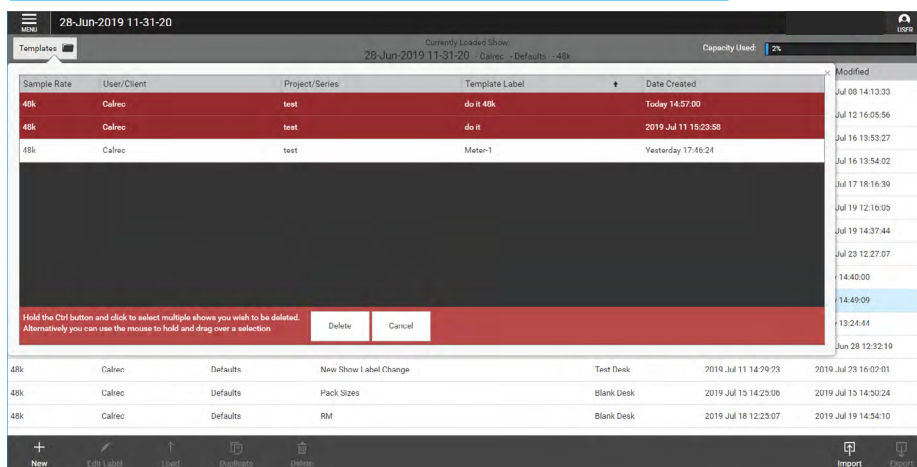 MENU
28-Jun-2019 11-31-20
USER
Templates
Currently Loaded Show:
28-Jun-2019 11-31-20 - Calrec - Defaults - 48k
Capacity Used: 2%
Modified
Sample Rate User/Client Project/Series Template Label Date Created
48k Calrec test do it 48k Today 14:57:00
48k Calrec test do it 2019 Jul 11 15:23:58
48k Calrec test Meter-1 Yesterday 17:46:24
Jul 08 14:13:33
Jul 12 16:05:56
Jul 16 13:53:27
Jul 16 13:54:02
Jul 17 18:16:39
Jul 19 12:16:05
Jul 19 14:37:44
Jul 23 12:27:07
14:40:00
14:49:09
13:24:44
Jun 28 12:32:19
Hold the Ctrl button and click to select multiple shows you wish to be deleted.
Alternatively you can use the mouse to hold and drag over a selection
Delete Cancel
48k Calrec Defaults New Show Label Change Test Desk 2019 Jul 11 14:29:23 2019 Jul 23 16:02:01
48k Calrec Defaults Pack Sizes Blank Desk 2019 Jul 15 14:25:06 2019 Jul 15 14:50:24
48k Calrec Defaults RM Blank Desk 2019 Jul 18 12:25:07 2019 Jul 19 14:54:10
New Edit Label Load Duplicate Delete Import Export